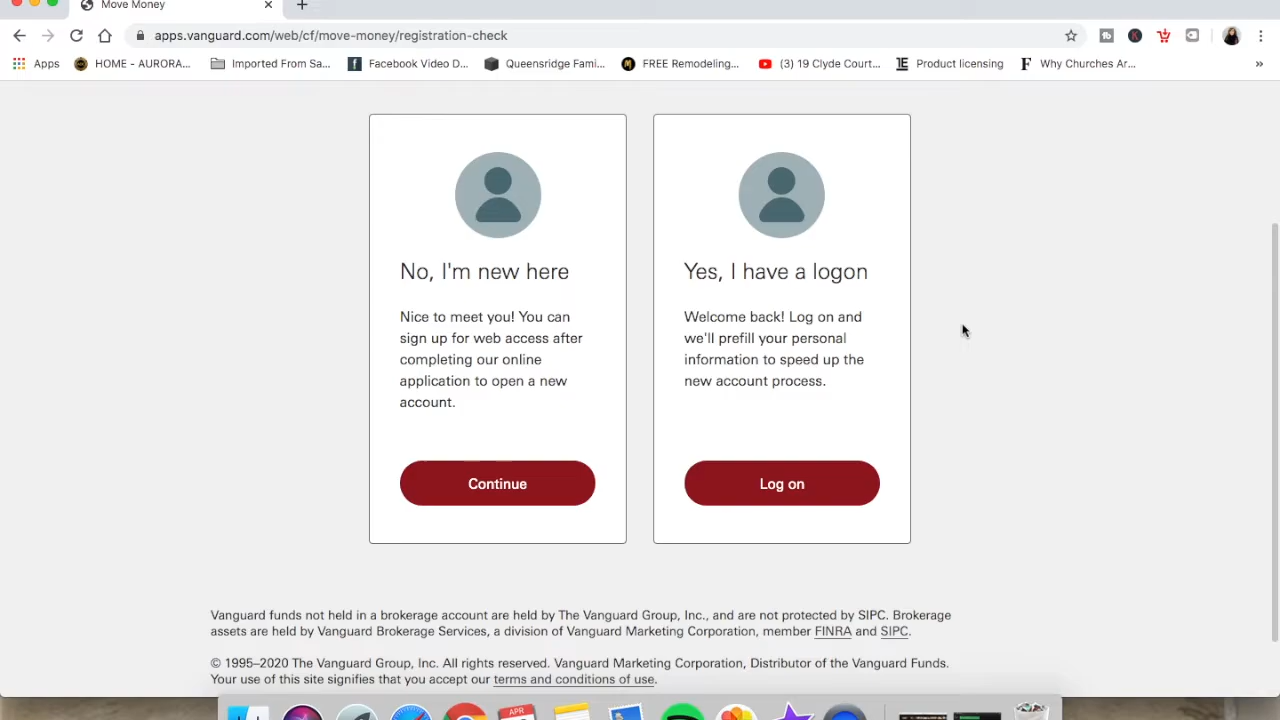 Move Money
apps.vanguard.com/web/cf/move-money/registration-check
Apps
HOME - AURORA...
Imported From Sa...
Facebook Video D...
Queensridge Fami...
FREE Remodeling...
(3) 19 Clyde Court...
Product licensing
Why Churches Ar...
No, I'm new here
Nice to meet you! You can
sign up for web access after
completing our online
application to open a new
account.
Continue
Yes, I have a logon
Welcome back! Log on and
we'll prefill your personal
information to speed up the
new account process.
Log on
Vanguard funds not held in a brokerage account are held by The Vanguard Group, Inc., and are not protected by SIPC. Brokerage
assets are held by Vanguard Brokerage Services, a division of Vanguard Marketing Corporation, member FINRA and SIPC.
© 1995–2020 The Vanguard Group, Inc. All rights reserved. Vanguard Marketing Corporation, Distributor of the Vanguard Funds.
Your use of this site signifies that you accept our terms and conditions of use.
APR